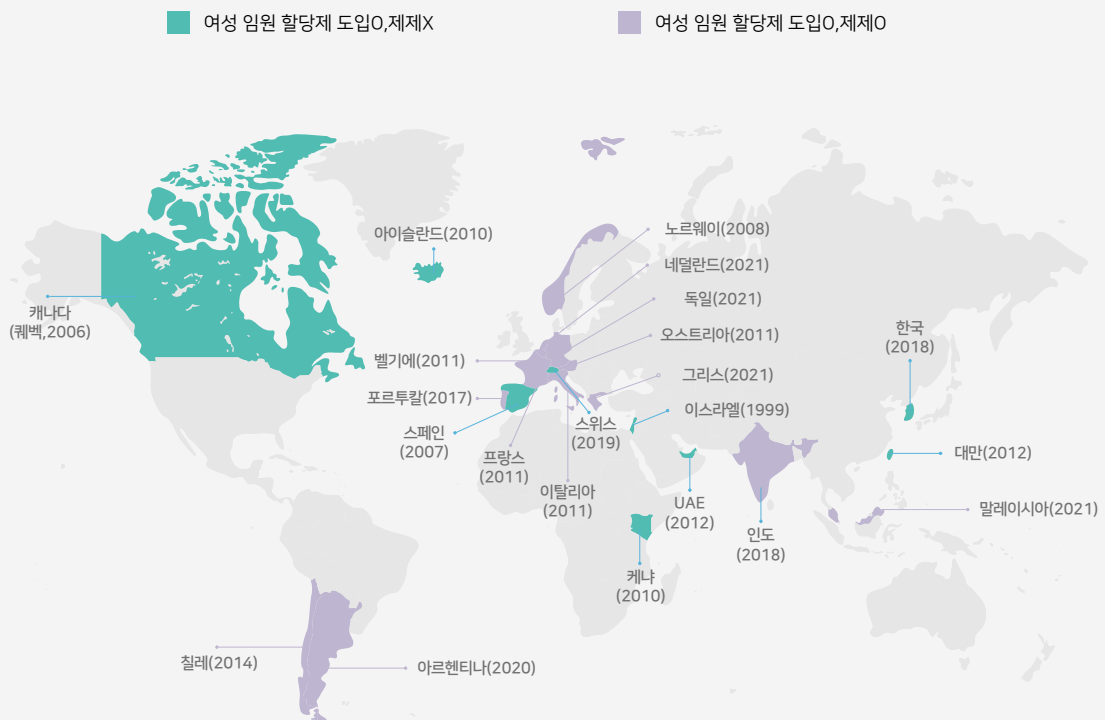 여성 임원 할당제 도입O,제제X
여성 임원 할당제 도입O,제제O
아이슬란드(2010)
노르웨이(2008)
네덜란드(2021)
독일(2021)
캐나다
(퀘벡,2006)
오스트리아(2011)
한국
(2018)
벨기에(2011)
그리스(2021)
포르투칼(2017)
이스라엘(1999)
스페인
(2007)
스위스
(2019)
프랑스
(2011)
대만(2012)
이탈리아
(2011)
UAE
(2012)
말레이시아(2021)
인도
(2018)
케냐
(2010)
칠레(2014)
아르헨티나(2020)